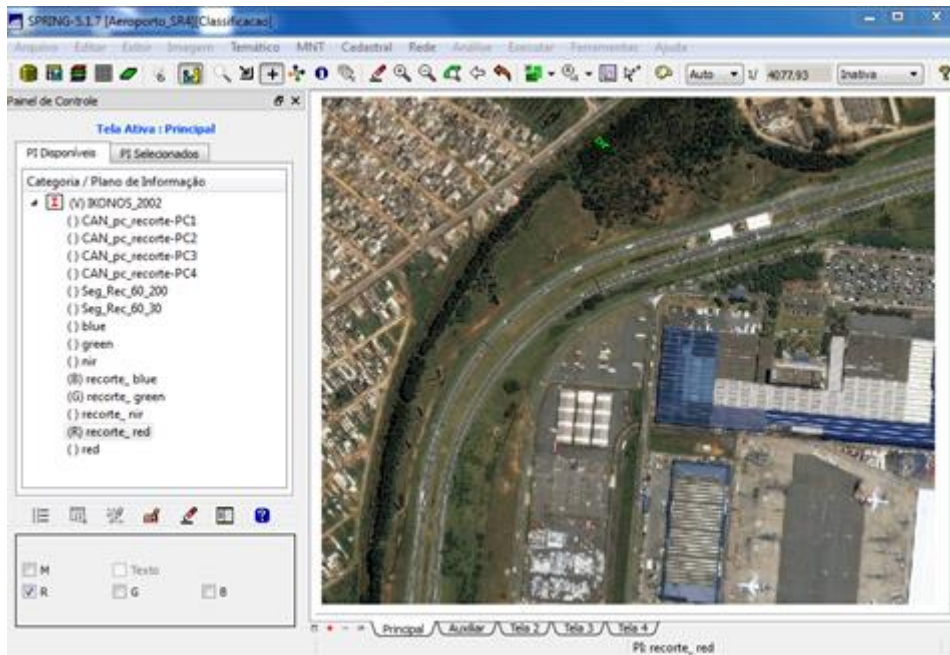 SPRING-5.1.7 [Aeroporto_SR4][Classificacao]
Arquivo Editar Exibir Imagem Temático MNT Cadastral Rede Análise Executar Ferramentas Ajuda
Auto 1/ 4077.93 Inativa
Painel de Controle
Tela Ativa : Principal
PI Disponíveis PI Selecionados
Categoria / Plano de Informação
(V) IKONOS_2002
( ) CAN_pc_recorte-PC1
( ) CAN_pc_recorte-PC2
( ) CAN_pc_recorte-PC3
( ) CAN_pc_recorte-PC4
( ) Seg_Rec_60_200
( ) Seg_Rec_60_30
( ) blue
( ) green
( ) nir
(B) recorte_ blue
(G) recorte_ green
( ) recorte_ nir
(R) recorte_ red
( ) red
M Texto
R G B
Principal Auxiliar Tela 2 Tela 3 Tela 4
PI: recorte_ red